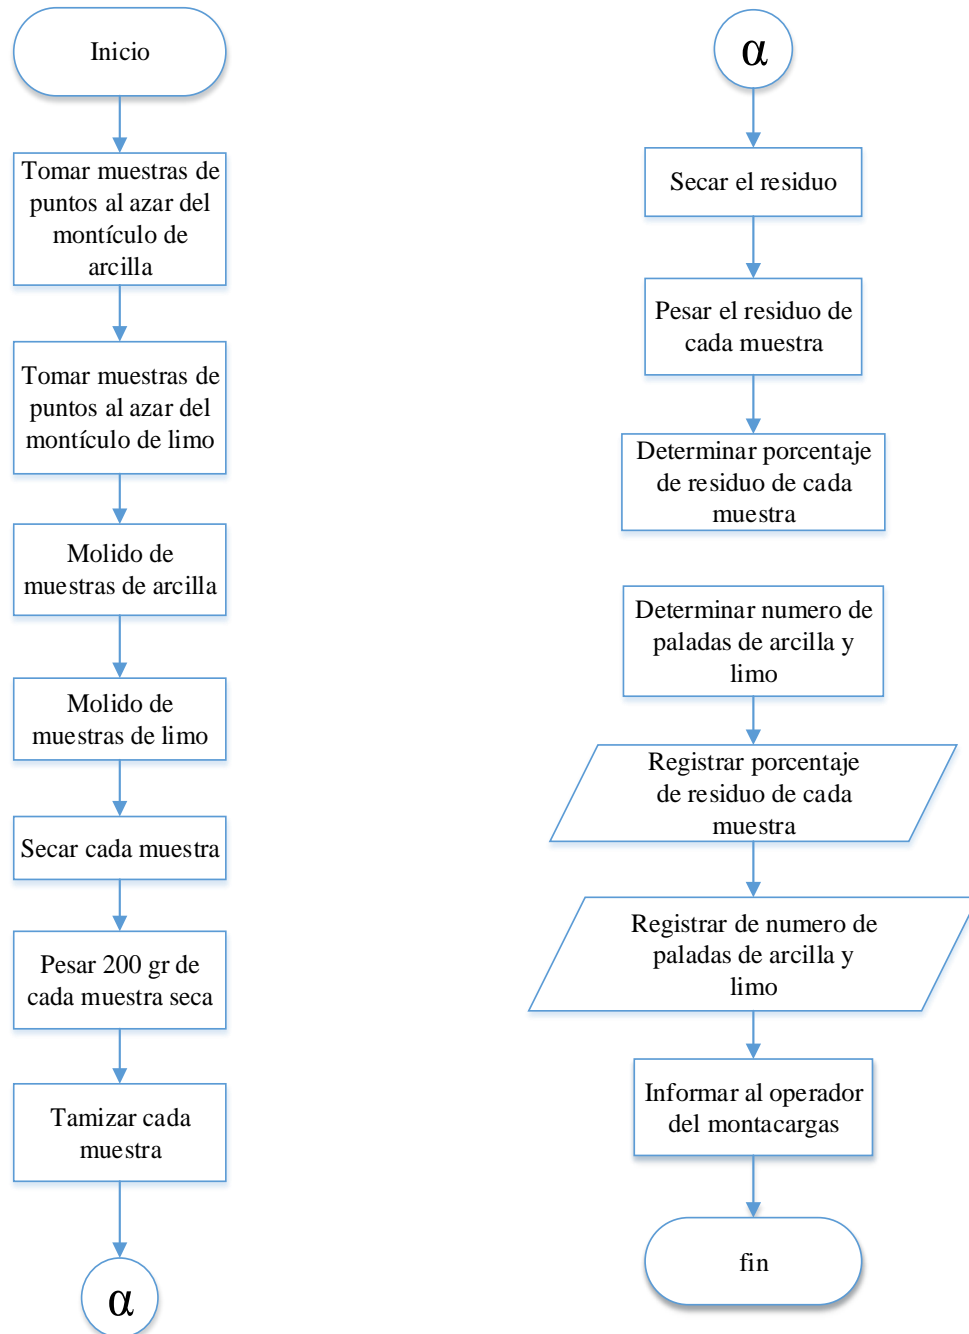 Inicio
Tomar muestras de
puntos al azar del
montículo de
arcilla
Tomar muestras de
puntos al azar del
montículo de limo
Molido de
muestras de arcilla
Molido de
muestras de limo
Secar cada muestra
Pesar 200 gr de
cada muestra seca
Tamizar cada
muestra
α
α
Secar el residuo
Pesar el residuo de
cada muestra
Determinar porcentaje
de residuo de cada
muestra
Determinar numero de
paladas de arcilla y
limo
Registrar porcentaje
de residuo de cada
muestra
Registrar de numero de
paladas de arcilla y
limo
Informar al operador
del montacargas
fin